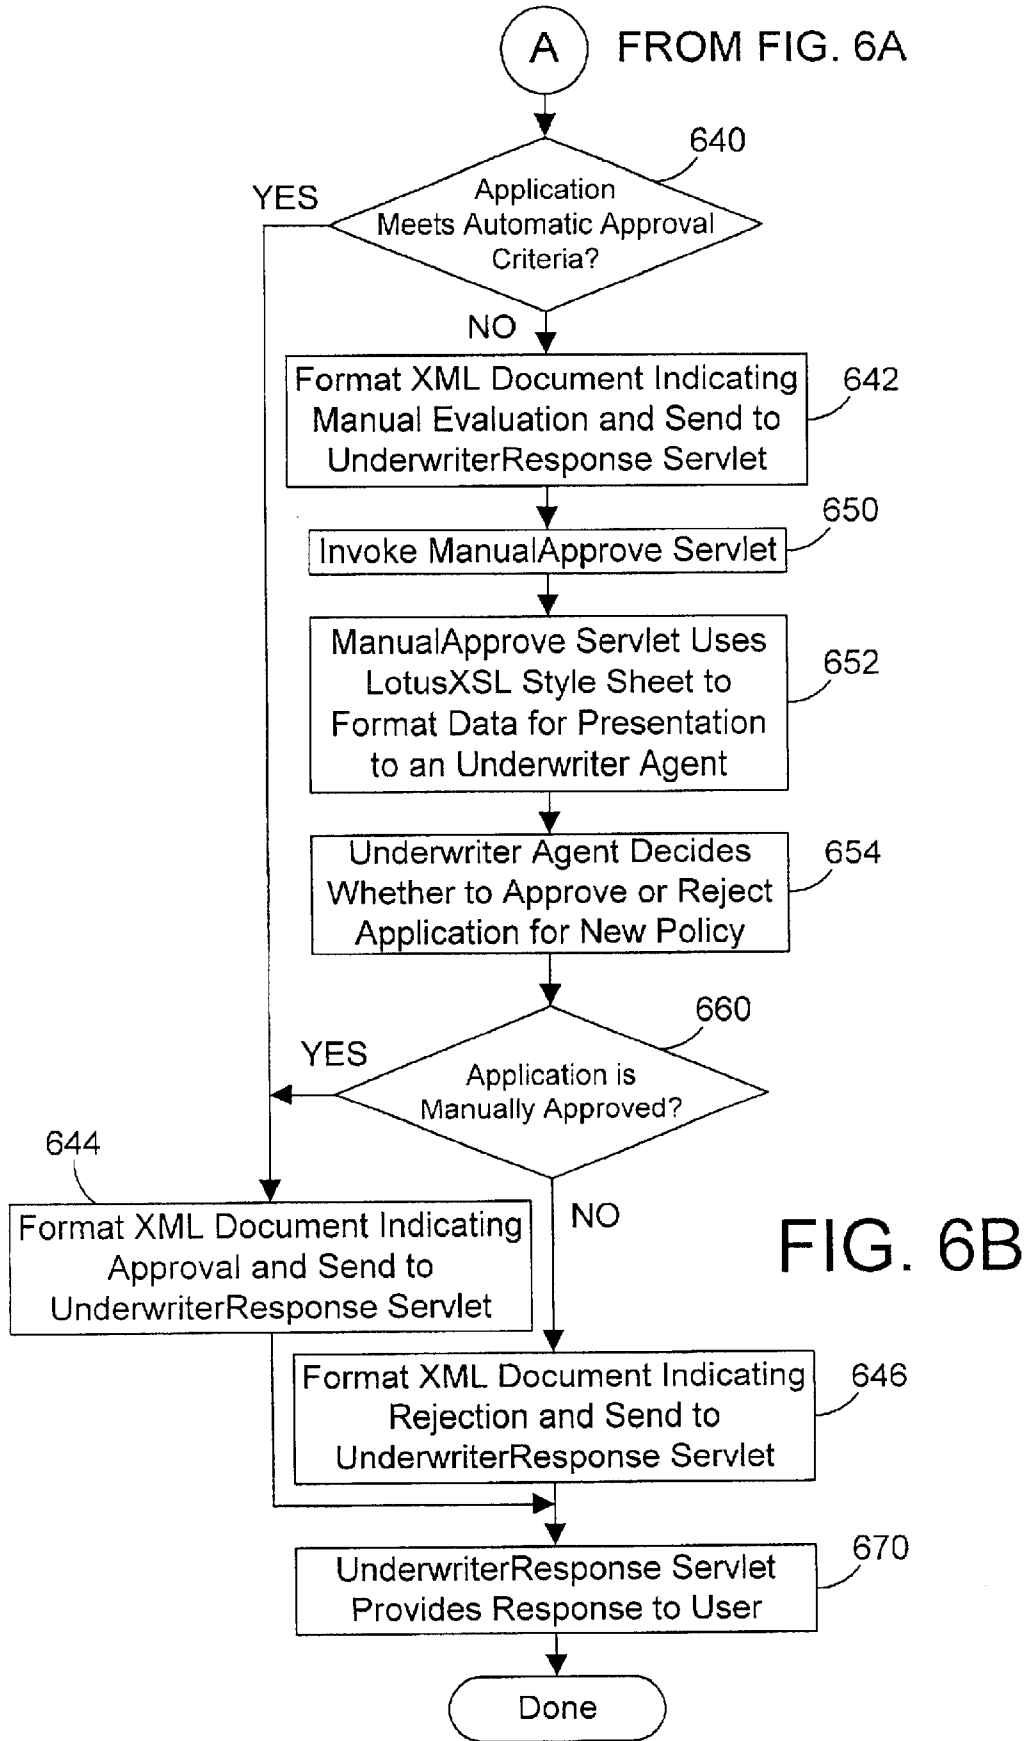 A
FROM FIG. 6A
640
YES
Application
Meets Automatic Approval
Criteria?
NO
Format XML Document Indicating
Manual Evaluation and Send to
UnderwriterResponse Servlet
642
650
Invoke ManualApprove Servlet
ManualApprove Servlet Uses
LotusXSL Style Sheet to
Format Data for Presentation
to an Underwriter Agent
652
Underwriter Agent Decides
Whether to Approve or Reject
Application for New Policy
654
660
YES
Application is
Manually Approved?
644
NO
Format XML Document Indicating
Approval and Send to
UnderwriterResponse Servlet
FIG. 6B
Format XML Document Indicating
Rejection and Send to
UnderwriterResponse Servlet
646
UnderwriterResponse Servlet
Provides Response to User
670
Done